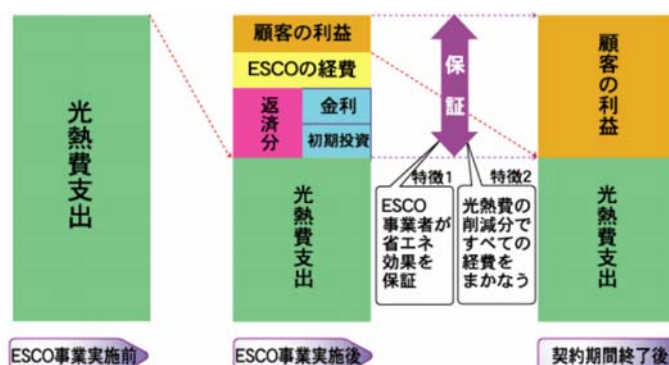 光熱費支出
顧客の利益
ESCOの経費
返済分
金利
初期投資
光熱費支出
保証
特徴1
ESCO
事業者が
省エネ
効果を
保証
特徴2
光熱費の
削減分で
すべての
経費を
まかなう
顧客の利益
光熱費支出
ESCO事業実施前
ESCO事業実施後
契約期間終了後